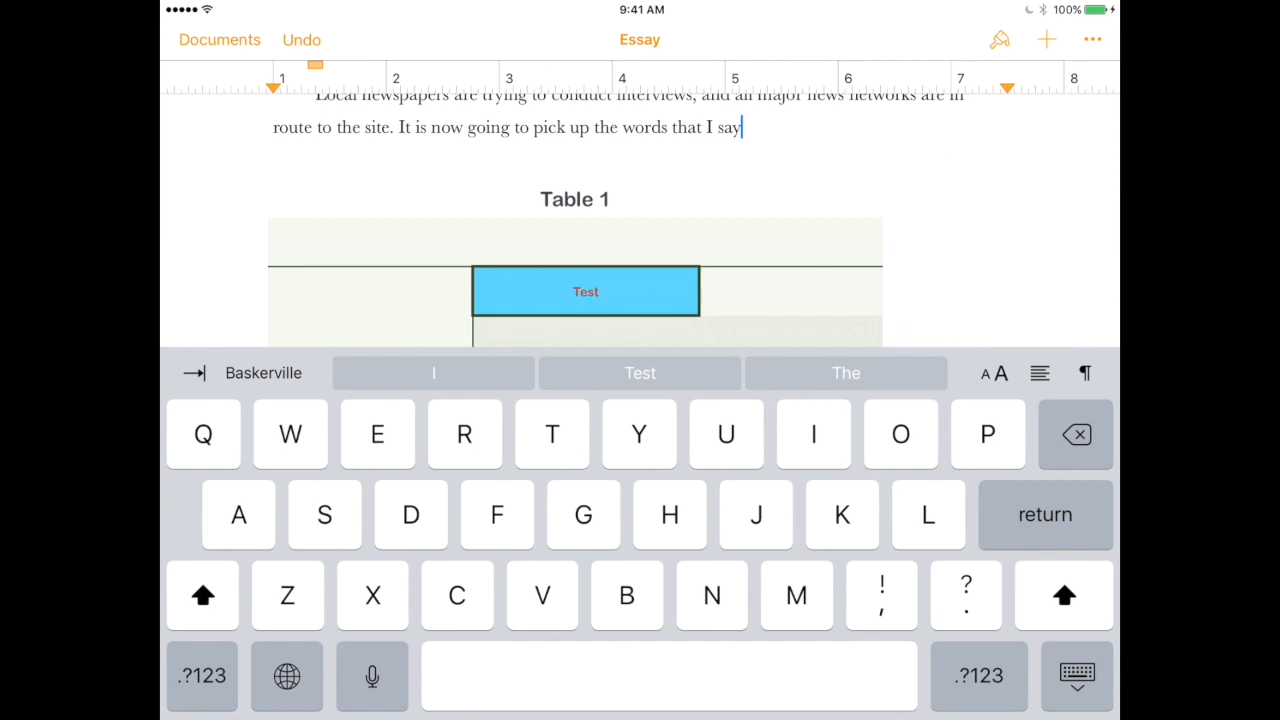 9:41 AM
100%
Documents Undo Essay
1 2 3 4 5 6 7 8
Local newspapers are trying to conduct interviews, and all major news networks are in
route to the site. It is now going to pick up the words that I say
Table 1
Test
Baskerville I Test The AA ¶
Q W E R T Y U I O P
A S D F G H J K L return
Z X C V B N M ! , ? .
.?123 .?123